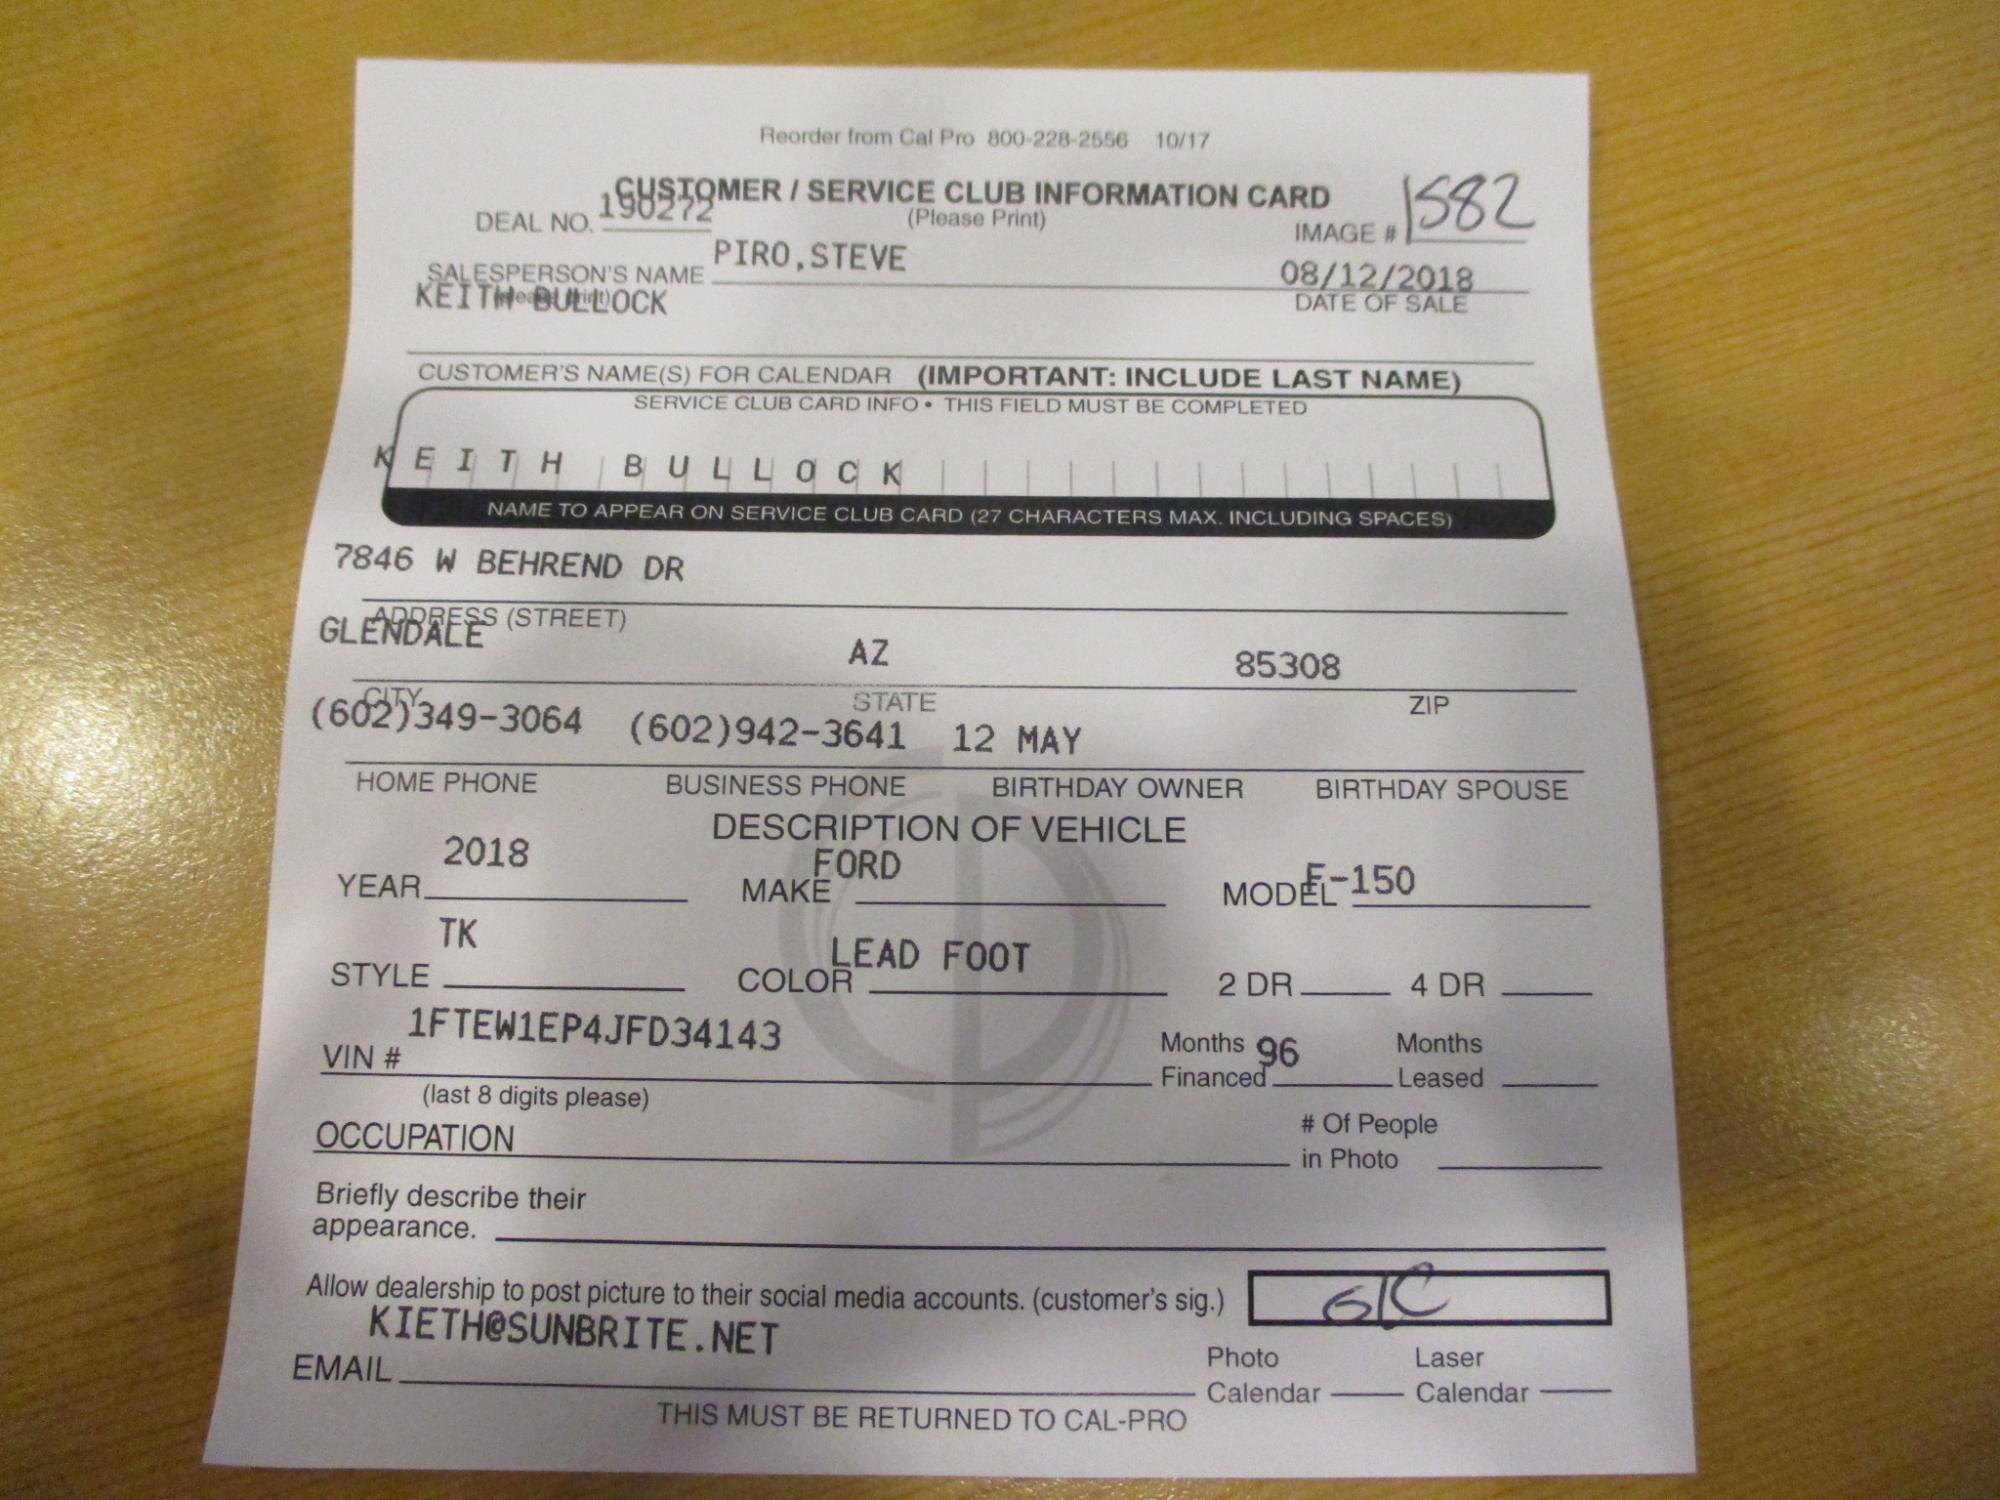 Reorder from Cal Pro 800-228-2556 10/17
CUSTOMER / SERVICE CLUB INFORMATION CARD
(Please Print)
DEAL NO. 190272
IMAGE # 1582
SALESPERSON'S NAME PIRO,STEVE
(please print)
08/12/2018
DATE OF SALE
KEITH BULLOCK
CUSTOMER'S NAME(S) FOR CALENDAR (IMPORTANT: INCLUDE LAST NAME)
SERVICE CLUB CARD INFO • THIS FIELD MUST BE COMPLETED
KEITH BULLOCK
NAME TO APPEAR ON SERVICE CLUB CARD (27 CHARACTERS MAX. INCLUDING SPACES)
7846 W BEHREND DR
ADDRESS (STREET)
GLENDALE AZ 85308
CITY STATE ZIP
(602)349-3064 (602)942-3641 12 MAY
HOME PHONE BUSINESS PHONE BIRTHDAY OWNER BIRTHDAY SPOUSE
DESCRIPTION OF VEHICLE
YEAR 2018 MAKE FORD MODEL F-150
STYLE TK COLOR LEAD FOOT 2 DR 4 DR
VIN # 1FTEW1EP4JFD34143
(last 8 digits please)
Months Financed 96 Months Leased
OCCUPATION
# Of People in Photo
Briefly describe their
appearance.
Allow dealership to post picture to their social media accounts. (customer's sig.)
EMAIL KIETH@SUNBRITE.NET
Photo Calendar Laser Calendar
THIS MUST BE RETURNED TO CAL-PRO